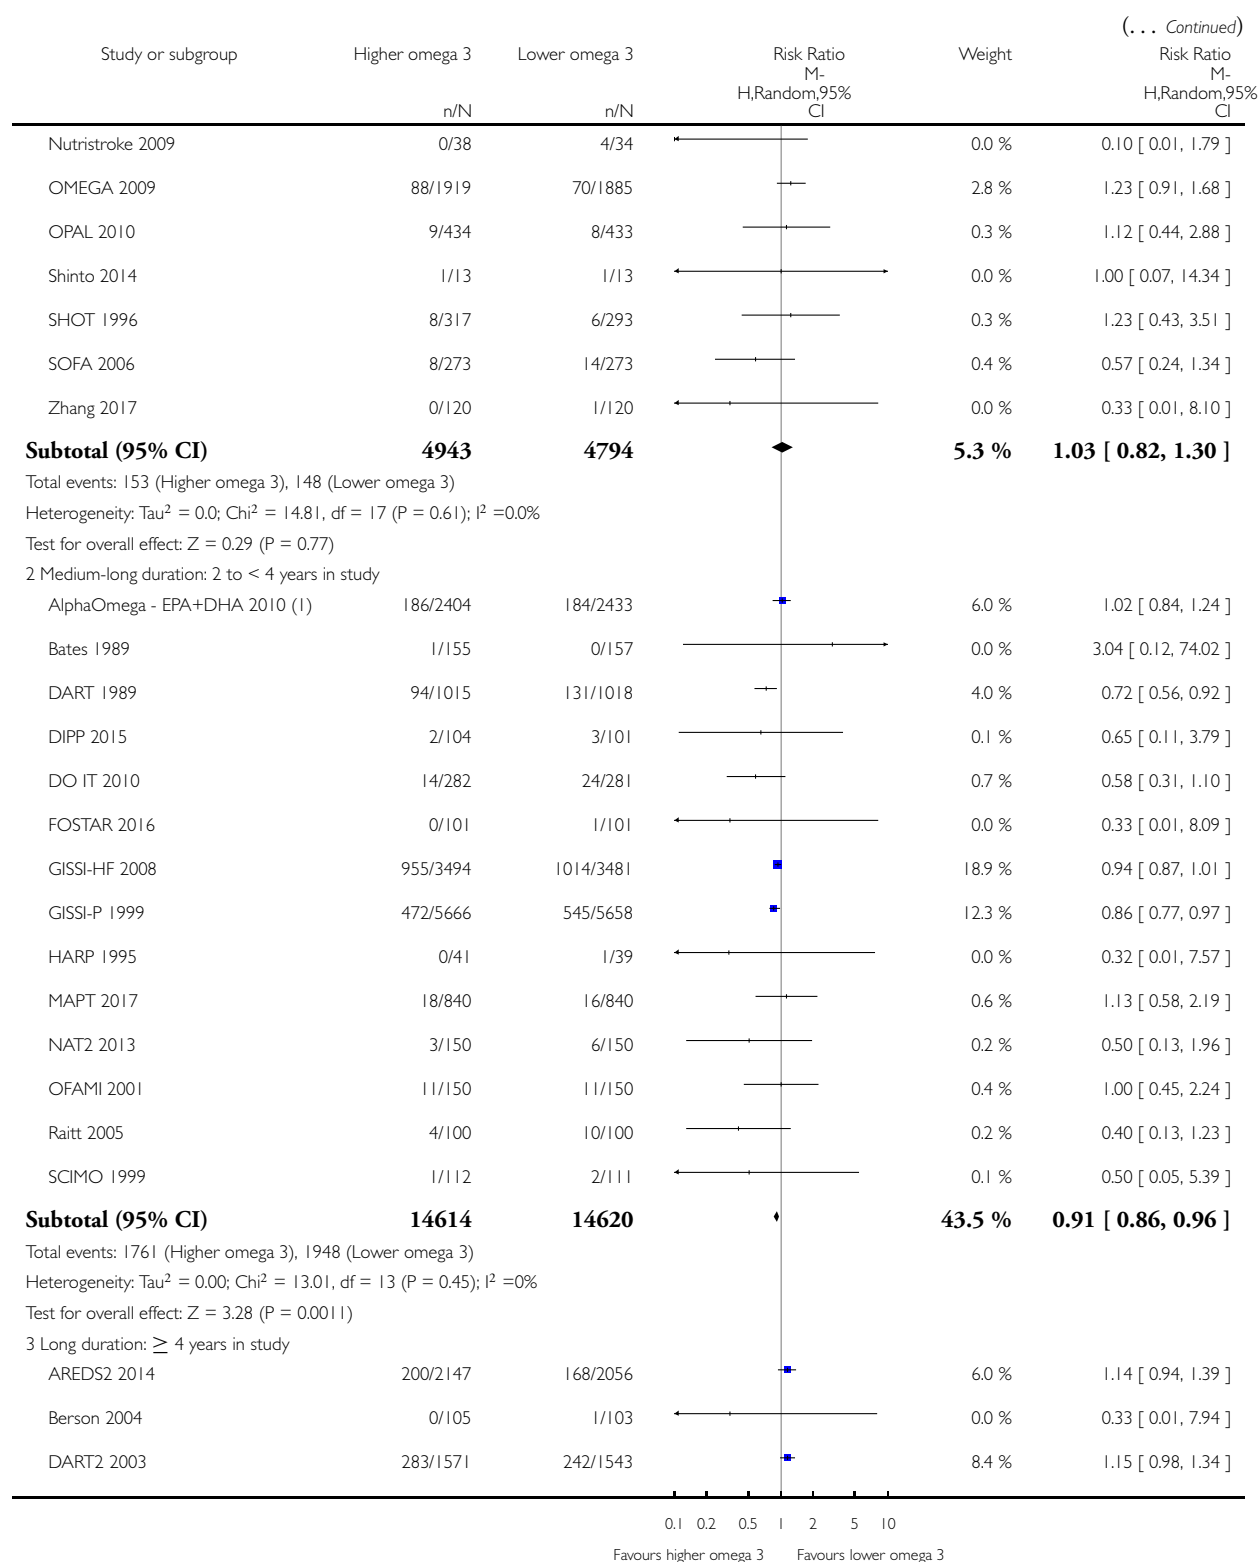 (... Continued)
Study or subgroup Higher omega 3 Lower omega 3 Risk Ratio Weight Risk Ratio
M- M-
H,Random,95% H,Random,95%
n/N n/N CI CI
Nutristroke 2009 0/38 4/34 0.0 % 0.10 [ 0.01, 1.79 ]
OMEGA 2009 88/1919 70/1885 2.8 % 1.23 [ 0.91, 1.68 ]
OPAL 2010 9/434 8/433 0.3 % 1.12 [ 0.44, 2.88 ]
Shinto 2014 1/13 1/13 0.0 % 1.00 [ 0.07, 14.34 ]
SHOT 1996 8/317 6/293 0.3 % 1.23 [ 0.43, 3.51 ]
SOFA 2006 8/273 14/273 0.4 % 0.57 [ 0.24, 1.34 ]
Zhang 2017 0/120 1/120 0.0 % 0.33 [ 0.01, 8.10 ]
Subtotal (95% CI) 4943 4794 5.3 % 1.03 [ 0.82, 1.30 ]
Total events: 153 (Higher omega 3), 148 (Lower omega 3)
Heterogeneity: Tau² = 0.0; Chi² = 14.81, df = 17 (P = 0.61); I² =0.0%
Test for overall effect: Z = 0.29 (P = 0.77)
2 Medium-long duration: 2 to < 4 years in study
AlphaOmega - EPA+DHA 2010 (1) 186/2404 184/2433 6.0 % 1.02 [ 0.84, 1.24 ]
Bates 1989 1/155 0/157 0.0 % 3.04 [ 0.12, 74.02 ]
DART 1989 94/1015 131/1018 4.0 % 0.72 [ 0.56, 0.92 ]
DIPP 2015 2/104 3/101 0.1 % 0.65 [ 0.11, 3.79 ]
DO IT 2010 14/282 24/281 0.7 % 0.58 [ 0.31, 1.10 ]
FOSTAR 2016 0/101 1/101 0.0 % 0.33 [ 0.01, 8.09 ]
GISSI-HF 2008 955/3494 1014/3481 18.9 % 0.94 [ 0.87, 1.01 ]
GISSI-P 1999 472/5666 545/5658 12.3 % 0.86 [ 0.77, 0.97 ]
HARP 1995 0/41 1/39 0.0 % 0.32 [ 0.01, 7.57 ]
MAPT 2017 18/840 16/840 0.6 % 1.13 [ 0.58, 2.19 ]
NAT2 2013 3/150 6/150 0.2 % 0.50 [ 0.13, 1.96 ]
OFAMI 2001 11/150 11/150 0.4 % 1.00 [ 0.45, 2.24 ]
Raitt 2005 4/100 10/100 0.2 % 0.40 [ 0.13, 1.23 ]
SCIMO 1999 1/112 2/111 0.1 % 0.50 [ 0.05, 5.39 ]
Subtotal (95% CI) 14614 14620 43.5 % 0.91 [ 0.86, 0.96 ]
Total events: 1761 (Higher omega 3), 1948 (Lower omega 3)
Heterogeneity: Tau² = 0.00; Chi² = 13.01, df = 13 (P = 0.45); I² =0%
Test for overall effect: Z = 3.28 (P = 0.0011)
3 Long duration: ≥ 4 years in study
AREDS2 2014 200/2147 168/2056 6.0 % 1.14 [ 0.94, 1.39 ]
Berson 2004 0/105 1/103 0.0 % 0.33 [ 0.01, 7.94 ]
DART2 2003 283/1571 242/1543 8.4 % 1.15 [ 0.98, 1.34 ]
0.1 0.2 0.5 1 2 5 10
Favours higher omega 3 Favours lower omega 3